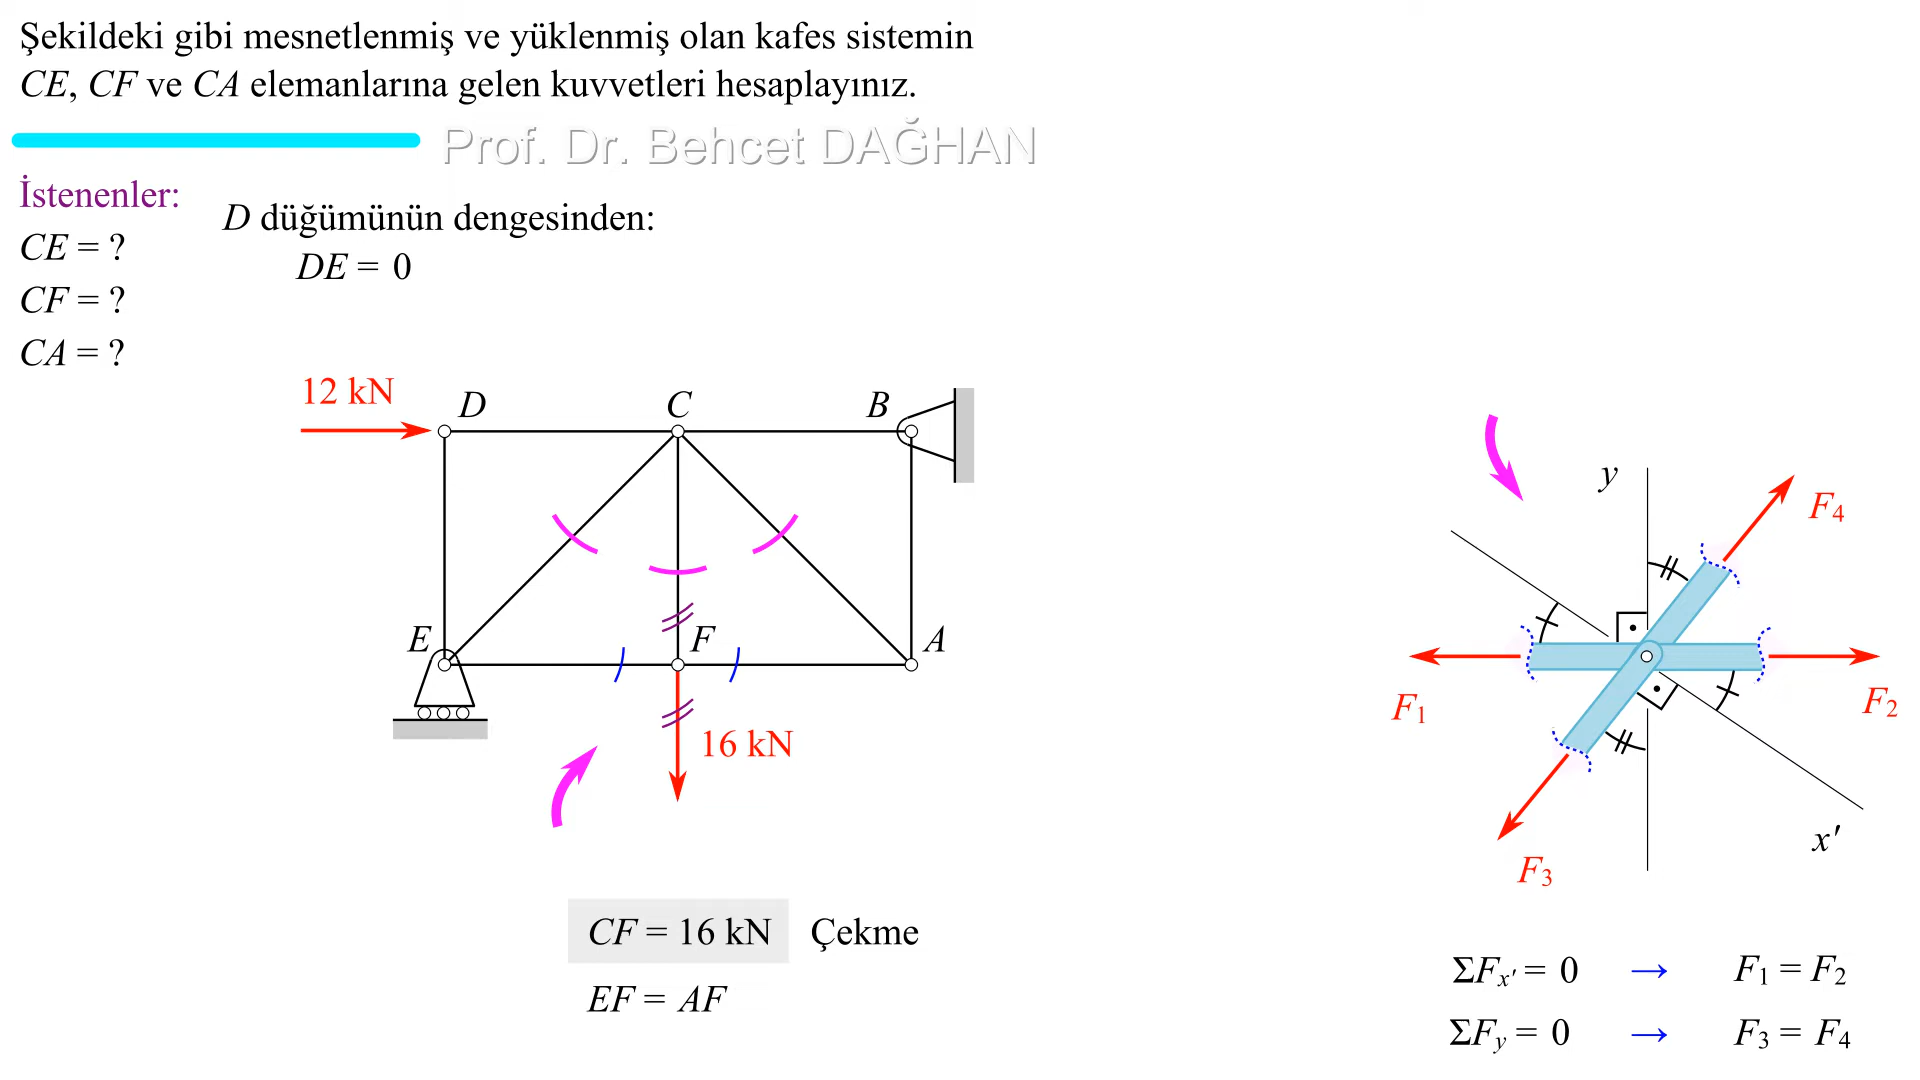 Şekildeki gibi mesnetlenmiş ve yüklenmiş olan kafes sistemin
CE, CF ve CA elemanlarına gelen kuvvetleri hesaplayınız.
Prof. Dr. Behcet DAĞHAN
İstenenler:
CE = ?
CF = ?
CA = ?
D düğümünün dengesinden:
DE = 0
12 kN
D
C
B
E
F
A
16 kN
CF = 16 kN Çekme
EF = AF
y
F4
F1
F2
F3
x'
ΣFx' = 0 → F1 = F2
ΣFy = 0 → F3 = F4